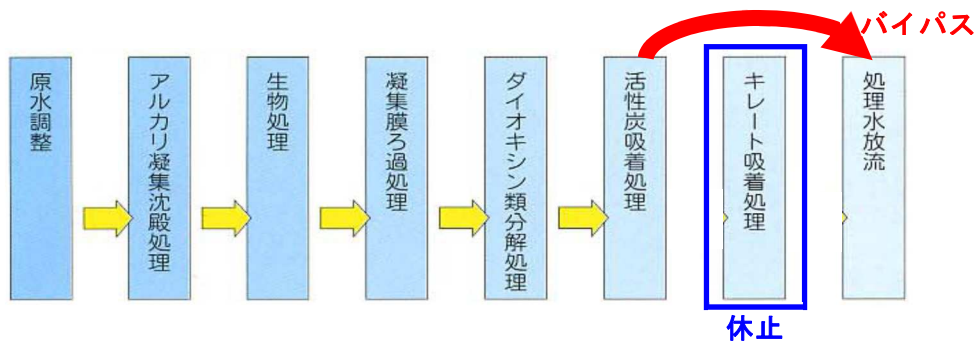 バイパス
原水調整
アルカリ凝集沈殿処理
生物処理
凝集膜ろ過処理
ダイオキシン類分解処理
活性炭吸着処理
キレート吸着処理
処理水放流
休止